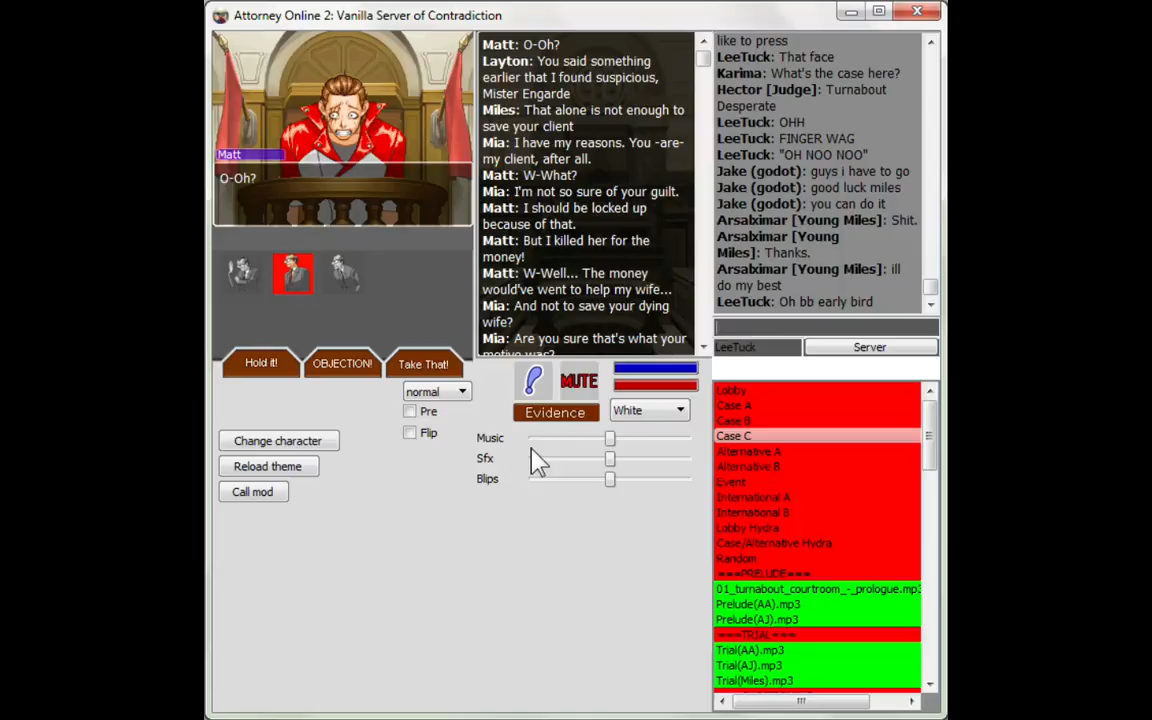 Attorney Online 2: Vanilla Server of Contradiction
Matt
O-Oh?
Matt: O-Oh?
Layton: You said something
earlier that I found suspicious,
Mister Engarde
Miles: That alone is not enough to
save your client
Mia: I have my reasons. You -are-
my client, after all.
Matt: W-What?
Mia: I'm not so sure of your guilt.
Matt: I should be locked up
because of that.
Matt: But I killed her for the
money!
Matt: W-Well... The money
would've went to help my wife...
Mia: And not to save your dying
wife?
Mia: Are you sure that's what your
motive was?
like to press
LeeTuck: That face
Karima: What's the case here?
Hector [Judge]: Turnabout
Desperate
LeeTuck: OHH
LeeTuck: FINGER WAG
LeeTuck: "OH NOO NOO"
Jake (godot): guys i have to go
Jake (godot): good luck miles
Jake (godot): you can do it
Arsalximar [Young Miles]: Shit.
Arsalximar [Young
Miles]: Thanks.
Arsalximar [Young Miles]: ill
do my best
LeeTuck: Oh bb early bird
LeeTuck
Server
Hold it!
OBJECTION!
Take That!
normal
Pre
Flip
MUTE
Evidence
White
Music
Sfx
Blips
Change character
Reload theme
Call mod
Lobby
Case A
Case B
Case C
Alternative A
Alternative B
Event
International A
International B
Lobby Hydra
Case/Alternative Hydra
Random
===PRELUDE===
01_turnabout_courtroom_-_prologue.mp3
Prelude(AA).mp3
Prelude(AJ).mp3
===TRIAL===
Trial(AA).mp3
Trial(AJ).mp3
Trial(Miles).mp3